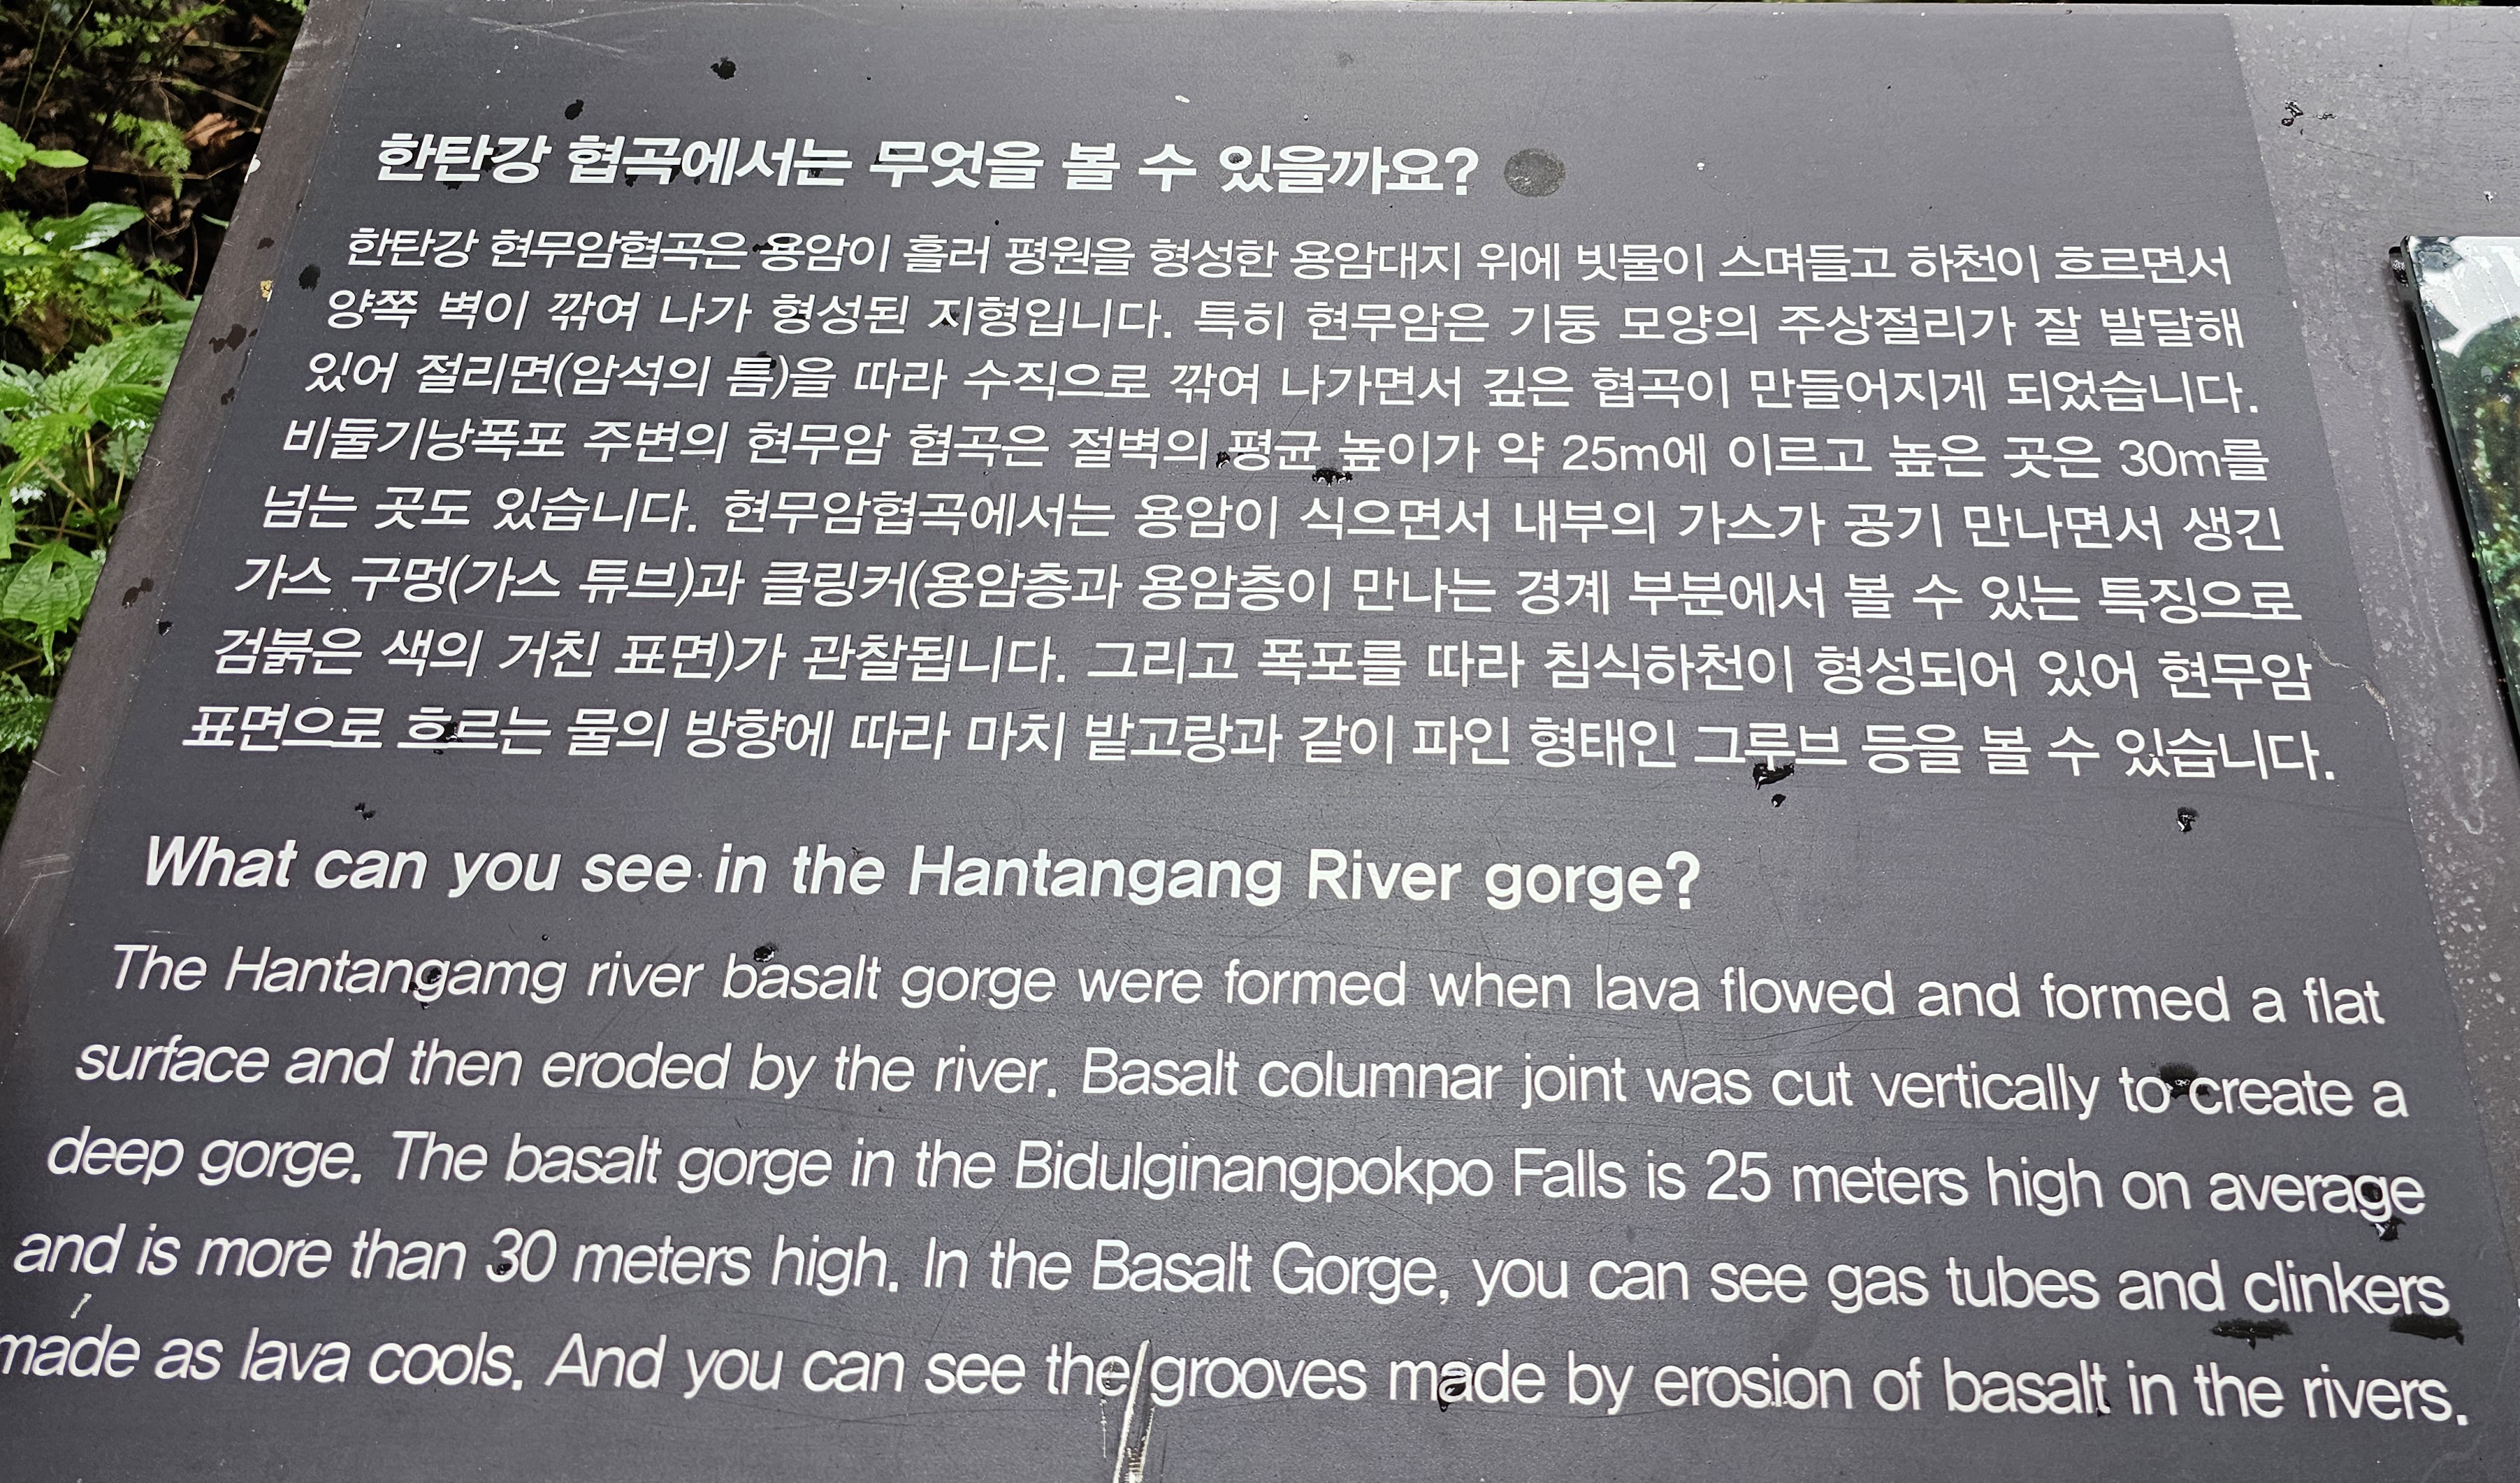 한탄강 협곡에서는 무엇을 볼 수 있을까요?
한탄강 현무암협곡은 용암이 흘러 평원을 형성한 용암대지 위에 빗물이 스며들고 하천이 흐르면서
양쪽 벽이 깎여 나가 형성된 지형입니다. 특히 현무암은 기둥 모양의 주상절리가 잘 발달해
있어 절리면(암석의 틈)을 따라 수직으로 깎여 나가면서 깊은 협곡이 만들어지게 되었습니다.
비둘기낭폭포 주변의 현무암 협곡은 절벽의 평균 높이가 약 25m에 이르고 높은 곳은 30m를
넘는 곳도 있습니다. 현무암협곡에서는 용암이 식으면서 내부의 가스가 공기 만나면서 생긴
가스 구멍(가스 튜브)과 클링커(용암층과 용암층이 만나는 경계 부분에서 볼 수 있는 특징으로
검붉은 색의 거친 표면)가 관찰됩니다. 그리고 폭포를 따라 침식하천이 형성되어 있어 현무암
표면으로 흐르는 물의 방향에 따라 마치 밭고랑과 같이 파인 형태인 그루브 등을 볼 수 있습니다.
What can you see in the Hantangang River gorge?
The Hantangamg river basalt gorge were formed when lava flowed and formed a flat
surface and then eroded by the river. Basalt columnar joint was cut vertically to create a
deep gorge. The basalt gorge in the Bidulginangpokpo Falls is 25 meters high on average
and is more than 30 meters high. In the Basalt Gorge, you can see gas tubes and clinkers
made as lava cools. And you can see the grooves made by erosion of basalt in the rivers.